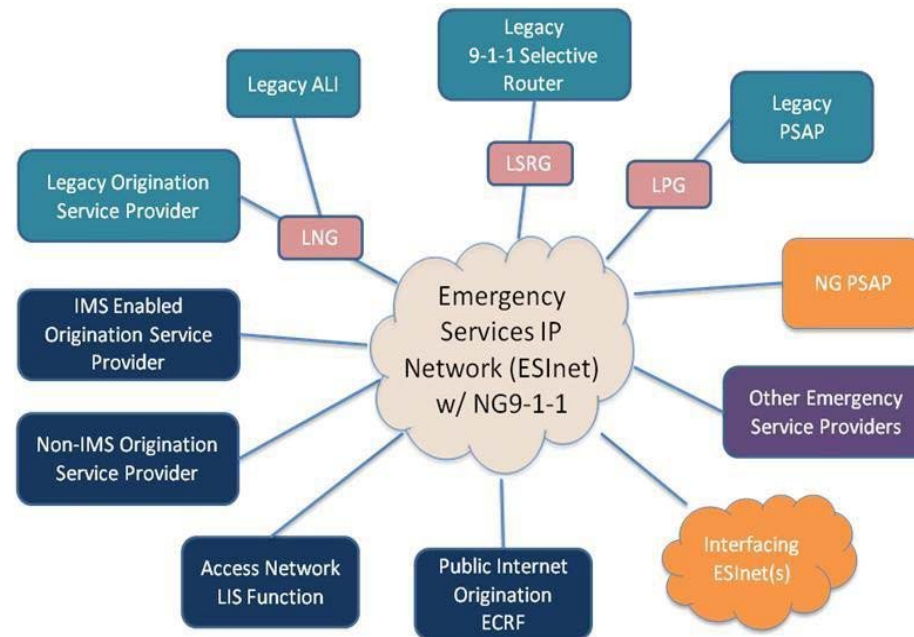 Legacy
9-1-1 Selective
Router
Legacy ALI
Legacy
PSAP
LSRG
LPG
Legacy Origination
Service Provider
LNG
NG PSAP
IMS Enabled
Origination Service
Provider
Emergency
Services IP
Network (ESInet)
w/ NG9-1-1
Other Emergency
Service Providers
Non-IMS Origination
Service Provider
Interfacing
ESInet(s)
Access Network
LIS Function
Public Internet
Origination
ECRF